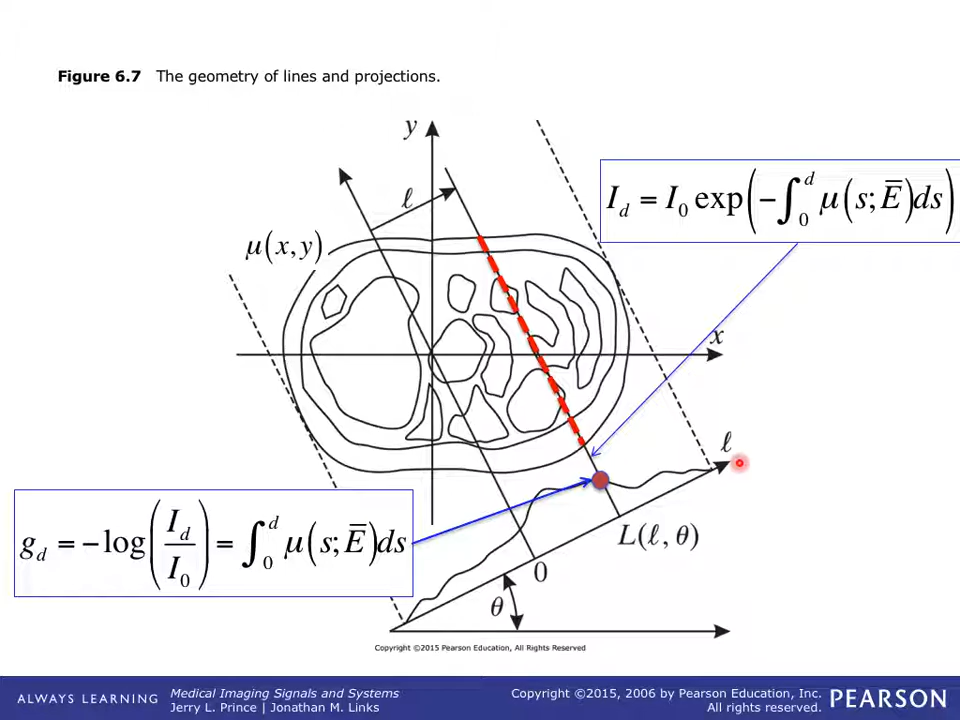 Figure 6.7 The geometry of lines and projections.
y
ℓ
I_d = I_0 exp(−∫_0^d μ(s; E̅)ds)
μ(x, y)
x
ℓ
g_d = −log(I_d / I_0) = ∫_0^d μ(s; E̅)ds
L(ℓ, θ)
0
θ
Copyright ©2015 Pearson Education, All Rights Reserved
ALWAYS LEARNING
Medical Imaging Signals and Systems
Jerry L. Prince | Jonathan M. Links
Copyright ©2015, 2006 by Pearson Education, Inc.
All rights reserved.
PEARSON